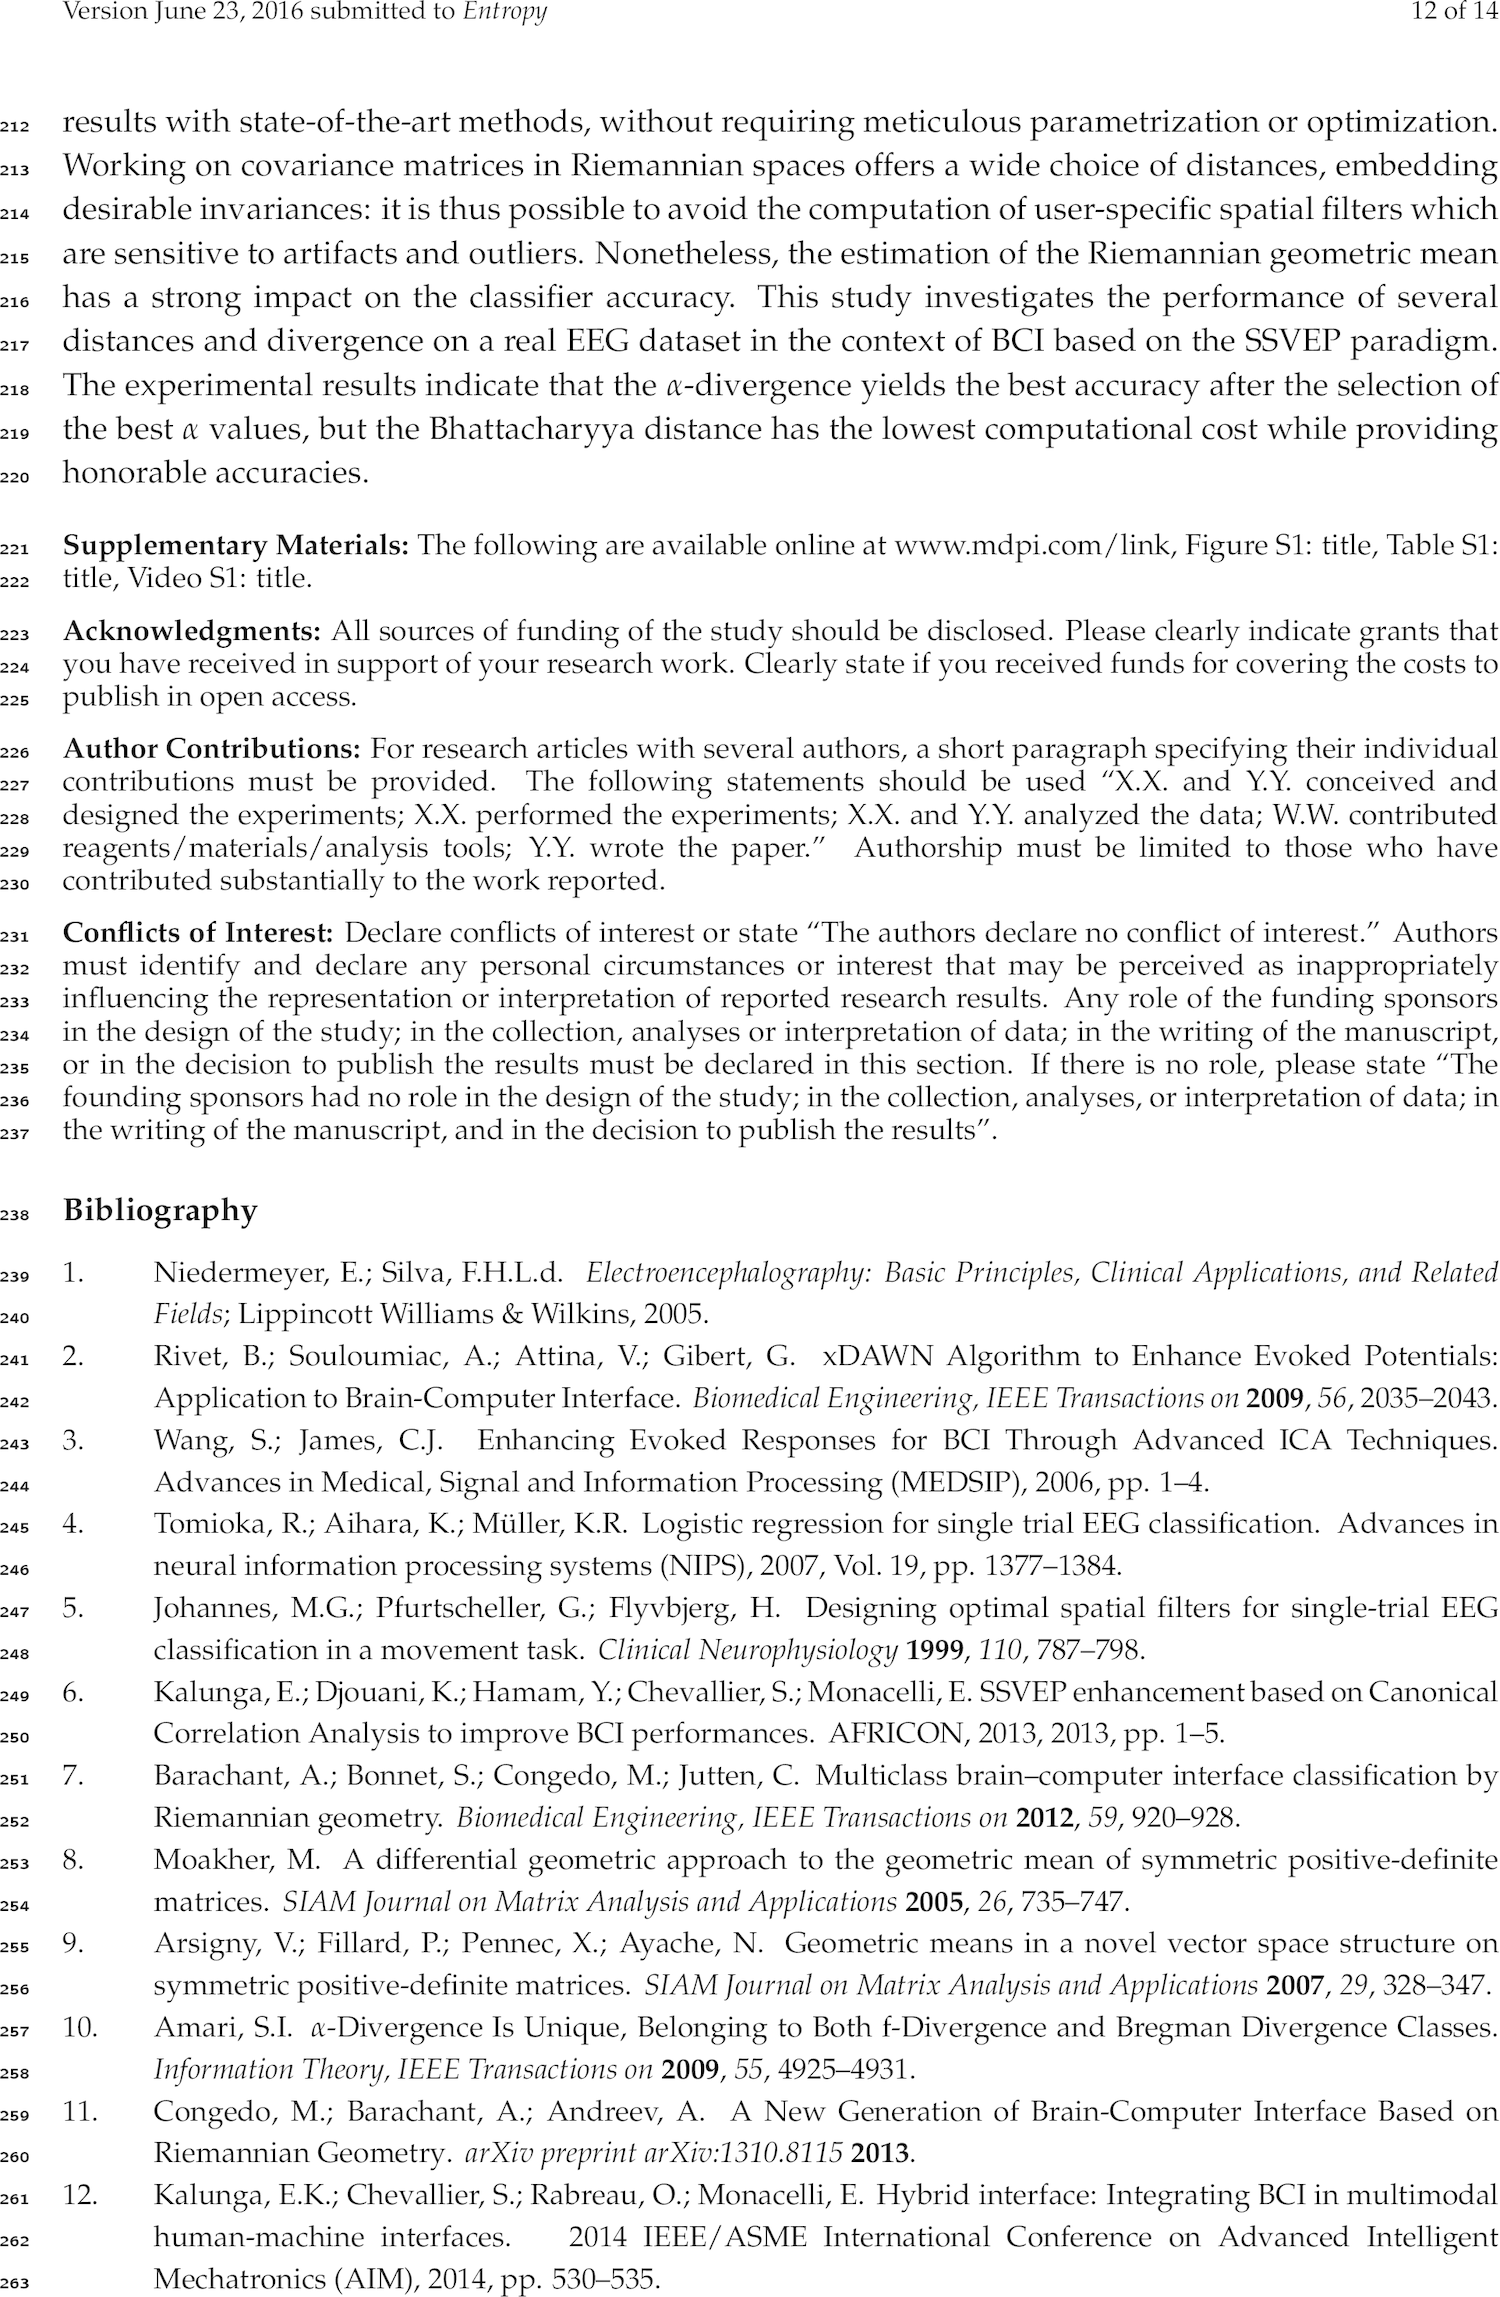 Version June 23, 2016 submitted to Entropy 12 of 14
212 results with state-of-the-art methods, without requiring meticulous parametrization or optimization.
213 Working on covariance matrices in Riemannian spaces offers a wide choice of distances, embedding
214 desirable invariances: it is thus possible to avoid the computation of user-specific spatial filters which
215 are sensitive to artifacts and outliers. Nonetheless, the estimation of the Riemannian geometric mean
216 has a strong impact on the classifier accuracy. This study investigates the performance of several
217 distances and divergence on a real EEG dataset in the context of BCI based on the SSVEP paradigm.
218 The experimental results indicate that the α-divergence yields the best accuracy after the selection of
219 the best α values, but the Bhattacharyya distance has the lowest computational cost while providing
220 honorable accuracies.
221 Supplementary Materials: The following are available online at www.mdpi.com/link, Figure S1: title, Table S1:
222 title, Video S1: title.
223 Acknowledgments: All sources of funding of the study should be disclosed. Please clearly indicate grants that
224 you have received in support of your research work. Clearly state if you received funds for covering the costs to
225 publish in open access.
226 Author Contributions: For research articles with several authors, a short paragraph specifying their individual
227 contributions must be provided. The following statements should be used “X.X. and Y.Y. conceived and
228 designed the experiments; X.X. performed the experiments; X.X. and Y.Y. analyzed the data; W.W. contributed
229 reagents/materials/analysis tools; Y.Y. wrote the paper.” Authorship must be limited to those who have
230 contributed substantially to the work reported.
231 Conflicts of Interest: Declare conflicts of interest or state “The authors declare no conflict of interest.” Authors
232 must identify and declare any personal circumstances or interest that may be perceived as inappropriately
233 influencing the representation or interpretation of reported research results. Any role of the funding sponsors
234 in the design of the study; in the collection, analyses or interpretation of data; in the writing of the manuscript,
235 or in the decision to publish the results must be declared in this section. If there is no role, please state “The
236 founding sponsors had no role in the design of the study; in the collection, analyses, or interpretation of data; in
237 the writing of the manuscript, and in the decision to publish the results”.
238 Bibliography
239 1. Niedermeyer, E.; Silva, F.H.L.d. Electroencephalography: Basic Principles, Clinical Applications, and Related
240 Fields; Lippincott Williams & Wilkins, 2005.
241 2. Rivet, B.; Souloumiac, A.; Attina, V.; Gibert, G. xDAWN Algorithm to Enhance Evoked Potentials:
242 Application to Brain-Computer Interface. Biomedical Engineering, IEEE Transactions on 2009, 56, 2035–2043.
243 3. Wang, S.; James, C.J. Enhancing Evoked Responses for BCI Through Advanced ICA Techniques.
244 Advances in Medical, Signal and Information Processing (MEDSIP), 2006, pp. 1–4.
245 4. Tomioka, R.; Aihara, K.; Müller, K.R. Logistic regression for single trial EEG classification. Advances in
246 neural information processing systems (NIPS), 2007, Vol. 19, pp. 1377–1384.
247 5. Johannes, M.G.; Pfurtscheller, G.; Flyvbjerg, H. Designing optimal spatial filters for single-trial EEG
248 classification in a movement task. Clinical Neurophysiology 1999, 110, 787–798.
249 6. Kalunga, E.; Djouani, K.; Hamam, Y.; Chevallier, S.; Monacelli, E. SSVEP enhancement based on Canonical
250 Correlation Analysis to improve BCI performances. AFRICON, 2013, 2013, pp. 1–5.
251 7. Barachant, A.; Bonnet, S.; Congedo, M.; Jutten, C. Multiclass brain–computer interface classification by
252 Riemannian geometry. Biomedical Engineering, IEEE Transactions on 2012, 59, 920–928.
253 8. Moakher, M. A differential geometric approach to the geometric mean of symmetric positive-definite
254 matrices. SIAM Journal on Matrix Analysis and Applications 2005, 26, 735–747.
255 9. Arsigny, V.; Fillard, P.; Pennec, X.; Ayache, N. Geometric means in a novel vector space structure on
256 symmetric positive-definite matrices. SIAM Journal on Matrix Analysis and Applications 2007, 29, 328–347.
257 10. Amari, S.I. α-Divergence Is Unique, Belonging to Both f-Divergence and Bregman Divergence Classes.
258 Information Theory, IEEE Transactions on 2009, 55, 4925–4931.
259 11. Congedo, M.; Barachant, A.; Andreev, A. A New Generation of Brain-Computer Interface Based on
260 Riemannian Geometry. arXiv preprint arXiv:1310.8115 2013.
261 12. Kalunga, E.K.; Chevallier, S.; Rabreau, O.; Monacelli, E. Hybrid interface: Integrating BCI in multimodal
262 human-machine interfaces. 2014 IEEE/ASME International Conference on Advanced Intelligent
263 Mechatronics (AIM), 2014, pp. 530–535.